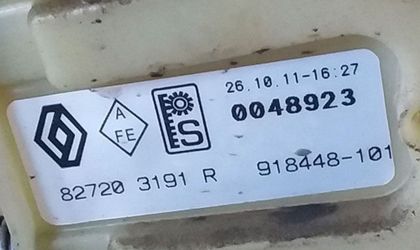 26.10.11-16:27
0048923
A
FE
S
82720 3191 R 918448-101